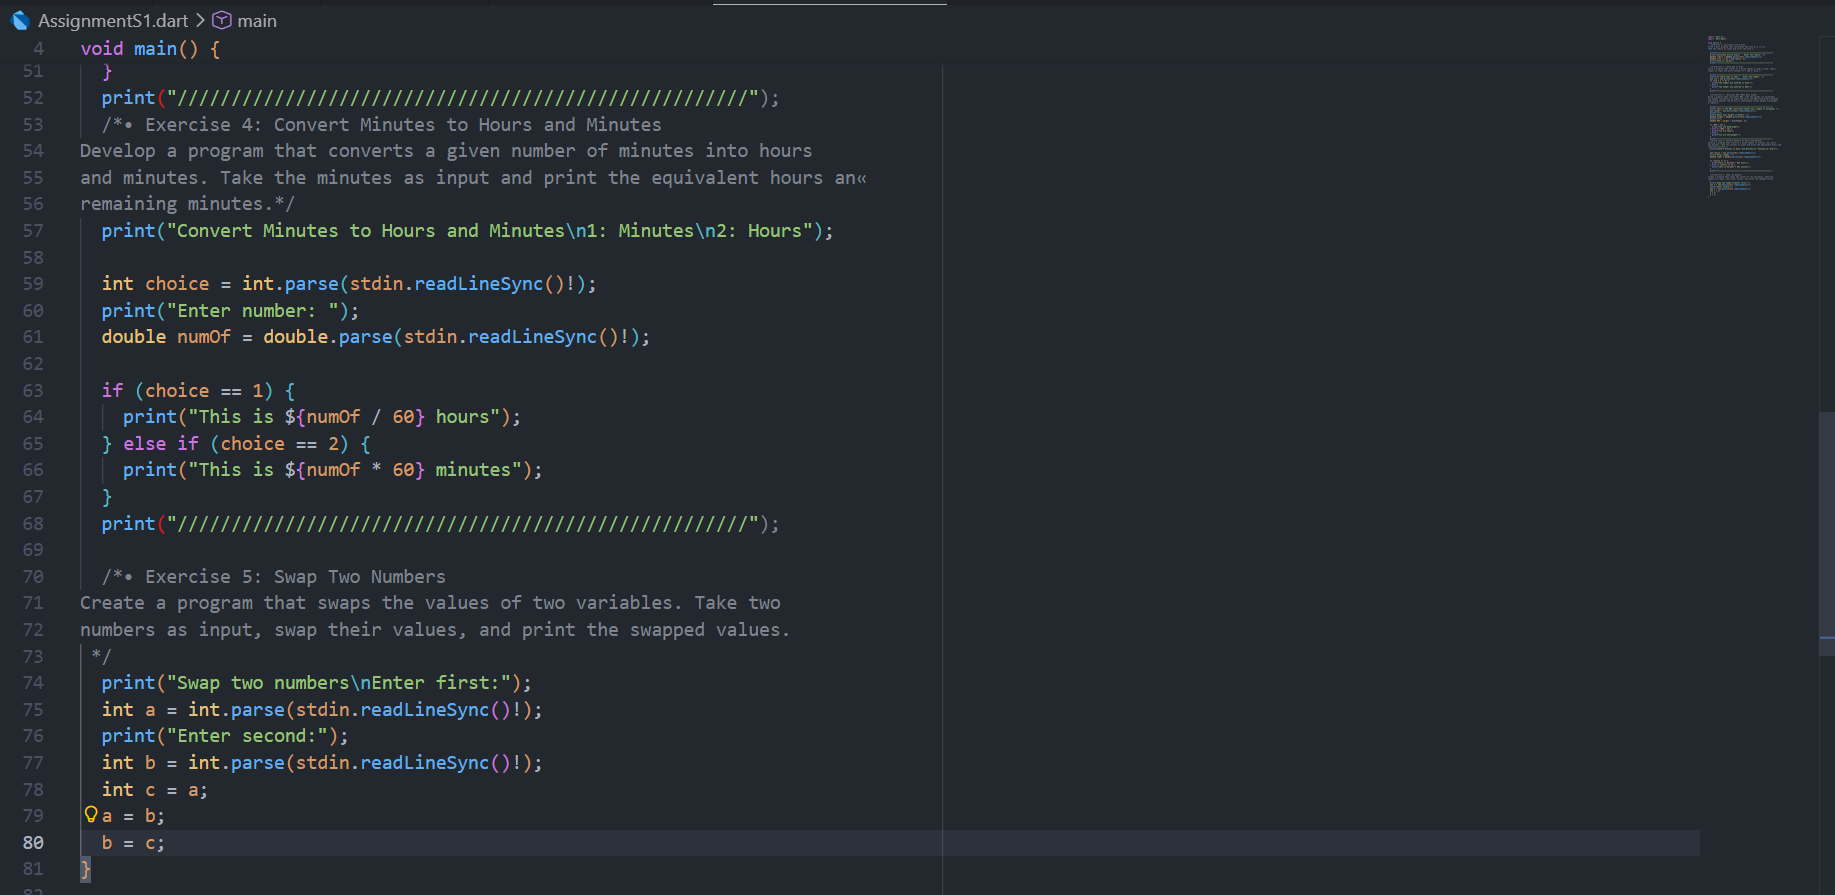 AssignmentS1.dart > main
4 void main() {
51 }
52 print("/////////////////////////////////////////////////////");
53 /*• Exercise 4: Convert Minutes to Hours and Minutes
54 Develop a program that converts a given number of minutes into hours
55 and minutes. Take the minutes as input and print the equivalent hours an«
56 remaining minutes.*/
57 print("Convert Minutes to Hours and Minutes\n1: Minutes\n2: Hours");
58
59 int choice = int.parse(stdin.readLineSync()!);
60 print("Enter number: ");
61 double numOf = double.parse(stdin.readLineSync()!);
62
63 if (choice == 1) {
64 print("This is ${numOf / 60} hours");
65 } else if (choice == 2) {
66 print("This is ${numOf * 60} minutes");
67 }
68 print("/////////////////////////////////////////////////////");
69
70 /*• Exercise 5: Swap Two Numbers
71 Create a program that swaps the values of two variables. Take two
72 numbers as input, swap their values, and print the swapped values.
73 */
74 print("Swap two numbers\nEnter first:");
75 int a = int.parse(stdin.readLineSync()!);
76 print("Enter second:");
77 int b = int.parse(stdin.readLineSync()!);
78 int c = a;
79 a = b;
80 b = c;
81 }
82